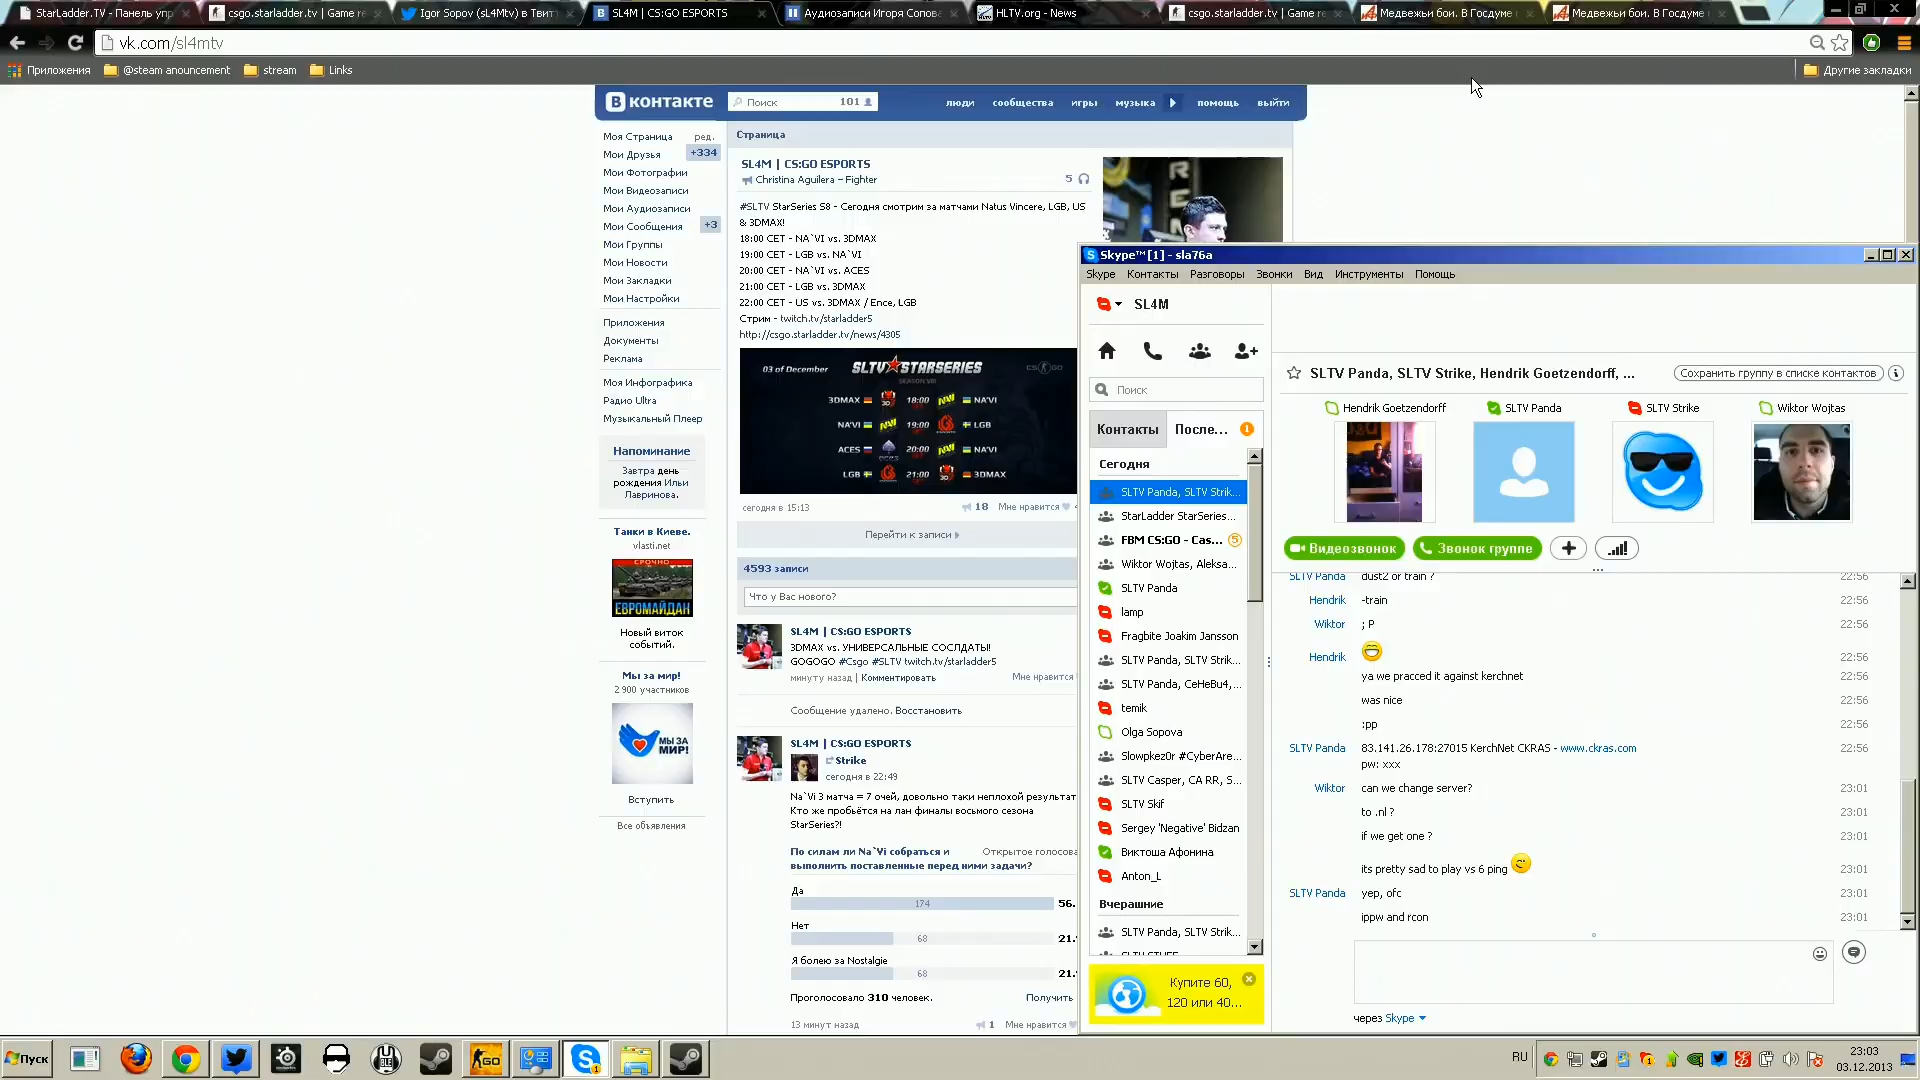 StarLadder.TV - Панель упр
csgo.starladder.tv | Game re
Igor Sopov (sL4Mtv) в Твит
SL4M | CS:GO ESPORTS
Аудиозаписи Игоря Сопова
HLTV.org - News
csgo.starladder.tv | Game re
Медвежьи бои. В Госдуме
Медвежьи бои. В Госдуме
vk.com/sl4mtv
Приложения
@steam anouncement
stream
Links
Другие закладки
В контакте
Поиск
101
люди
сообщества
игры
музыка
помощь
выйти
Моя Страница ред.
Мои Друзья +334
Мои Фотографии
Мои Видеозаписи
Мои Аудиозаписи
Мои Сообщения +3
Мои Группы
Мои Новости
Мои Закладки
Мои Настройки
Приложения
Документы
Реклама
Моя Инфографика
Радио Ultra
Музыкальный Плеер
Напоминание
Завтра день
рождения Ильи
Лавринова.
Танки в Киеве.
vlasti.net
СРОЧНО
ЕВРОМАЙДАН
Новый виток
событий.
Мы за мир!
2 900 участников
МЫ ЗА
МИР!
Вступить
Все объявления
Страница
SL4M | CS:GO ESPORTS
Christina Aguilera – Fighter
5
#SLTV StarSeries S8 - Сегодня смотрим за матчами Natus Vincere, LGB, US
& 3DMAX!
18:00 CET - NA`VI vs. 3DMAX
19:00 CET - LGB vs. NA`VI
20:00 CET - NA`VI vs. ACES
21:00 CET - LGB vs. 3DMAX
22:00 CET - US vs. 3DMAX / Ence, LGB
Стрим - twitch.tv/starladder5
http://csgo.starladder.tv/news/4305
03 of December
SLTV STARSERIES
SEASON VIII
CS GO
3DMAX 18:00 NA'VI
NA'VI 19:00 LGB
ACES 20:00 NA'VI
LGB 21:00 3DMAX
сегодня в 15:13
18 Мне нравится
Перейти к записи
4593 записи
Что у Вас нового?
SL4M | CS:GO ESPORTS
3DMAX vs. УНИВЕРСАЛЬНЫЕ СОСЛДАТЫ!
GOGOGO #Csgo #SLTV twitch.tv/starladder5
минуту назад | Комментировать
Мне нравится
Сообщение удалено. Восстановить
SL4M | CS:GO ESPORTS
Strike
сегодня в 22:49
Na`Vi 3 матча = 7 очей, довольно таки неплохой результат
Кто же пробьётся на лан финалы восьмого сезона
StarSeries?!
По силам ли Na`Vi собраться и
выполнить поставленные перед ними задачи?
Открытое голосова
Да
174
56.
Нет
68
21.
Я болею за Nostalgie
68
21.
Проголосовало 310 человек.
Получить
13 минут назад
1 Мне нравится
Skype™ [1] - sla76a
Skype Контакты Разговоры Звонки Вид Инструменты Помощь
SL4M
Поиск
Контакты
После...
1
Сегодня
SLTV Panda, SLTV Strik...
StarLadder StarSeries...
FBM CS:GO - Cas... 5
Wiktor Wojtas, Aleksa...
SLTV Panda
lamp
Fragbite Joakim Jansson
SLTV Panda, SLTV Strik...
SLTV Panda, CeHeBu4,...
temik
Olga Sopova
Slowpkez0r #CyberAre...
SLTV Casper, CA RR, S...
SLTV Skif
Sergey 'Negative' Bidzan
Виктоша Афонина
Anton_L
Вчерашние
SLTV Panda, SLTV Strik...
SLTV STUFF
Купите 60,
120 или 40...
SLTV Panda, SLTV Strike, Hendrik Goetzendorff, ...
Сохранить группу в списке контактов
Hendrik Goetzendorff
SLTV Panda
SLTV Strike
Wiktor Wojtas
Видеозвонок
Звонок группе
SLTV Panda dust2 or train ? 22:56
Hendrik -train 22:56
Wiktor ; P 22:56
Hendrik 22:56
ya we pracced it against kerchnet 22:56
was nice 22:56
:pp 22:56
SLTV Panda 83.141.26.178:27015 KerchNet CKRAS - www.ckras.com 22:56
pw: xxx
Wiktor can we change server? 23:01
to .nl ? 23:01
if we get one ? 23:01
its pretty sad to play vs 6 ping 23:01
SLTV Panda yep, ofc 23:01
ippw and rcon 23:01
через Skype
Пуск
RU
23:03
03.12.2013